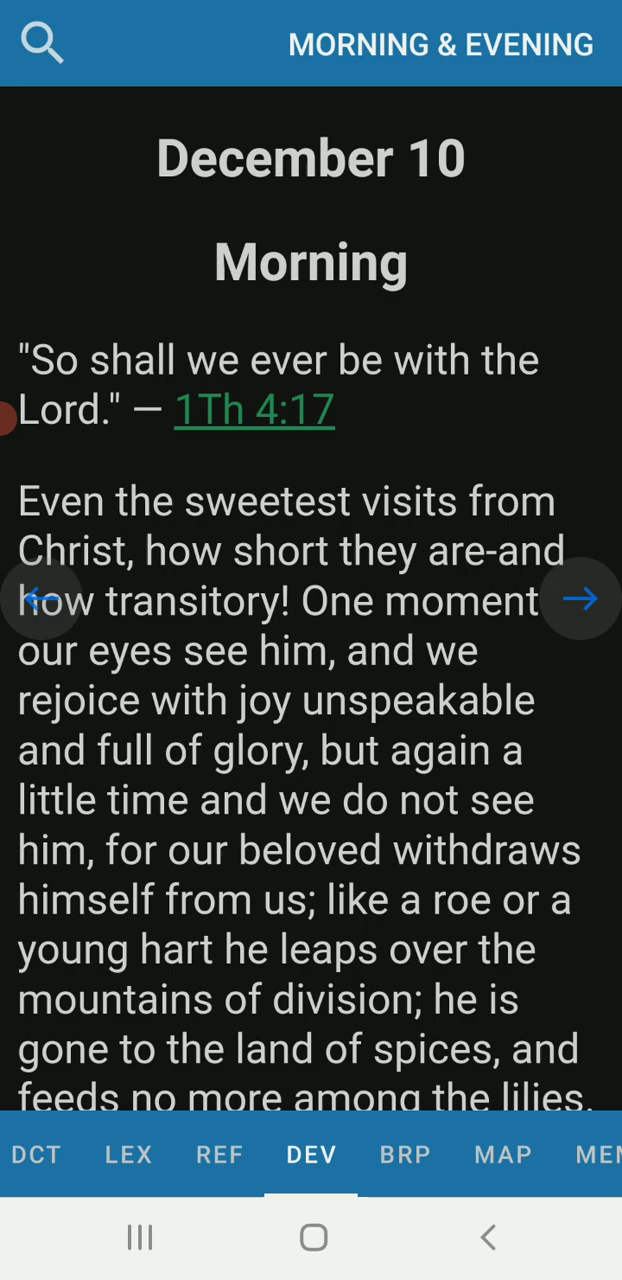 MORNING & EVENING
December 10
Morning
"So shall we ever be with the
Lord." — 1Th 4:17
Even the sweetest visits from
Christ, how short they are-and
how transitory! One moment
our eyes see him, and we
rejoice with joy unspeakable
and full of glory, but again a
little time and we do not see
him, for our beloved withdraws
himself from us; like a roe or a
young hart he leaps over the
mountains of division; he is
gone to the land of spices, and
feeds no more among the lilies.
DCT LEX REF DEV BRP MAP MEM